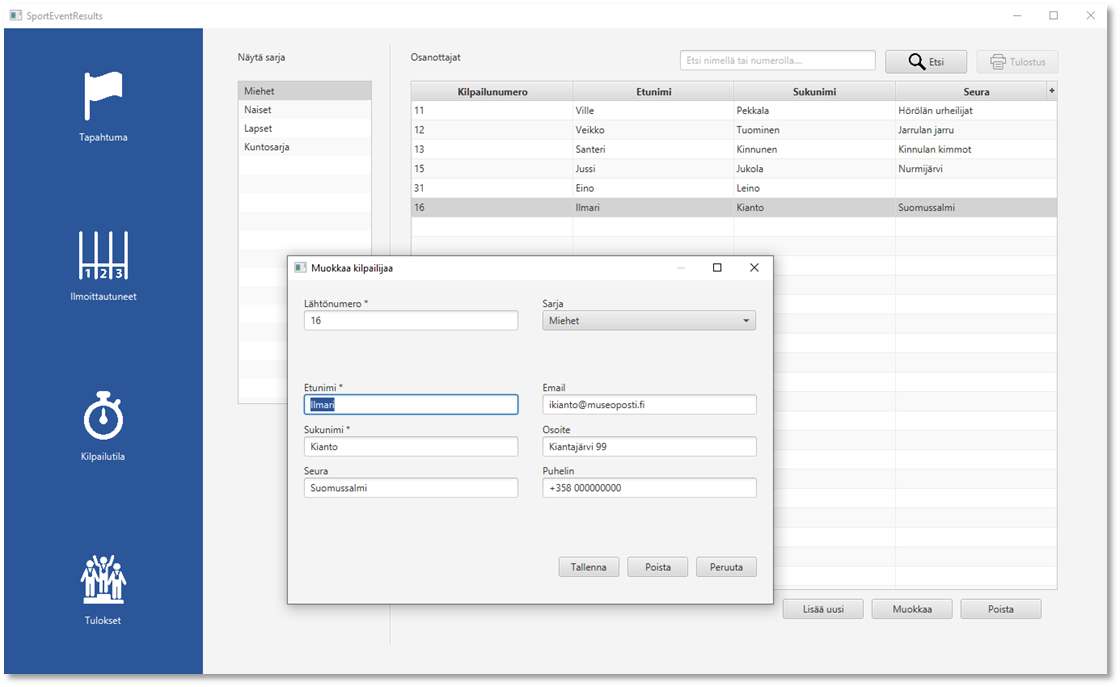 SportEventResults
Tapahtuma
1 2 3
Ilmoittautuneet
Kilpailutila
Tulokset
Näytä sarja
Miehet
Naiset
Lapset
Kuntosarja
Osanottajat
Etsi nimellä tai numerolla...
Etsi
Tulostus
Kilpailunumero Etunimi Sukunimi Seura +
11 Ville Pekkala Hörölän urheilijat
12 Veikko Tuominen Jarrulan jarru
13 Santeri Kinnunen Kinnulan kimmot
15 Jussi Jukola Nurmijärvi
31 Eino Leino
16 Ilmari Kianto Suomussalmi
Muokkaa kilpailijaa
Lähtönumero * Sarja
16 Miehet
Etunimi * Email
Ilmari ikianto@museoposti.fi
Sukunimi * Osoite
Kianto Kiantajärvi 99
Seura Puhelin
Suomussalmi +358 000000000
Tallenna Poista Peruuta
Lisää uusi Muokkaa Poista